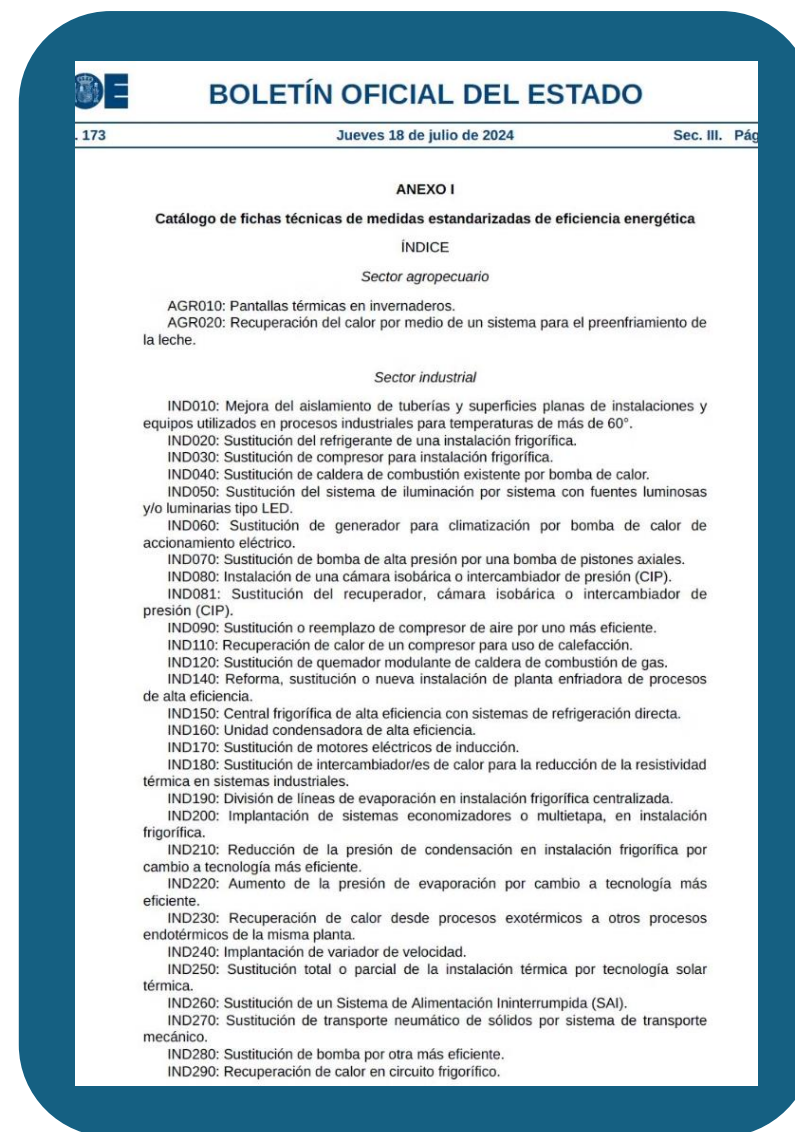 BOLETÍN OFICIAL DEL ESTADO
. 173 Jueves 18 de julio de 2024 Sec. III. Pág
ANEXO I
Catálogo de fichas técnicas de medidas estandarizadas de eficiencia energética
ÍNDICE
Sector agropecuario
AGR010: Pantallas térmicas en invernaderos.
AGR020: Recuperación del calor por medio de un sistema para el preenfriamiento de
la leche.
Sector industrial
IND010: Mejora del aislamiento de tuberías y superficies planas de instalaciones y
equipos utilizados en procesos industriales para temperaturas de más de 60°.
IND020: Sustitución del refrigerante de una instalación frigorífica.
IND030: Sustitución de compresor para instalación frigorífica.
IND040: Sustitución de caldera de combustión existente por bomba de calor.
IND050: Sustitución del sistema de iluminación por sistema con fuentes luminosas
y/o luminarias tipo LED.
IND060: Sustitución de generador para climatización por bomba de calor de
accionamiento eléctrico.
IND070: Sustitución de bomba de alta presión por una bomba de pistones axiales.
IND080: Instalación de una cámara isobárica o intercambiador de presión (CIP).
IND081: Sustitución del recuperador, cámara isobárica o intercambiador de
presión (CIP).
IND090: Sustitución o reemplazo de compresor de aire por uno más eficiente.
IND110: Recuperación de calor de un compresor para uso de calefacción.
IND120: Sustitución de quemador modulante de caldera de combustión de gas.
IND140: Reforma, sustitución o nueva instalación de planta enfriadora de procesos
de alta eficiencia.
IND150: Central frigorífica de alta eficiencia con sistemas de refrigeración directa.
IND160: Unidad condensadora de alta eficiencia.
IND170: Sustitución de motores eléctricos de inducción.
IND180: Sustitución de intercambiador/es de calor para la reducción de la resistividad
térmica en sistemas industriales.
IND190: División de líneas de evaporación en instalación frigorífica centralizada.
IND200: Implantación de sistemas economizadores o multietapa, en instalación
frigorífica.
IND210: Reducción de la presión de condensación en instalación frigorífica por
cambio a tecnología más eficiente.
IND220: Aumento de la presión de evaporación por cambio a tecnología más
eficiente.
IND230: Recuperación de calor desde procesos exotérmicos a otros procesos
endotérmicos de la misma planta.
IND240: Implantación de variador de velocidad.
IND250: Sustitución total o parcial de la instalación térmica por tecnología solar
térmica.
IND260: Sustitución de un Sistema de Alimentación Ininterrumpida (SAI).
IND270: Sustitución de transporte neumático de sólidos por sistema de transporte
mecánico.
IND280: Sustitución de bomba por otra más eficiente.
IND290: Recuperación de calor en circuito frigorífico.